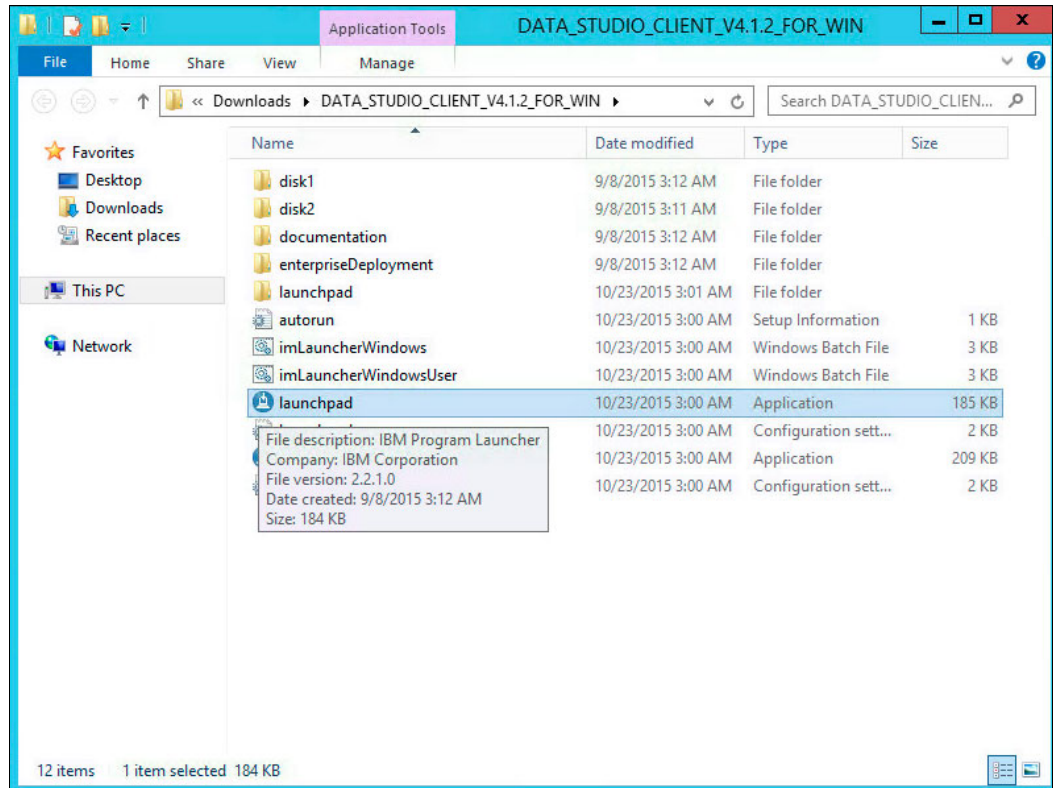 Application Tools
DATA_STUDIO_CLIENT_V4.1.2_FOR_WIN
File Home Share View Manage
« Downloads DATA_STUDIO_CLIENT_V4.1.2_FOR_WIN
Search DATA_STUDIO_CLIEN...
Favorites
Desktop
Downloads
Recent places
This PC
Network
Name Date modified Type Size
disk1 9/8/2015 3:12 AM File folder
disk2 9/8/2015 3:11 AM File folder
documentation 9/8/2015 3:12 AM File folder
enterpriseDeployment 9/8/2015 3:12 AM File folder
launchpad 10/23/2015 3:01 AM File folder
autorun 10/23/2015 3:00 AM Setup Information 1 KB
imLauncherWindows 10/23/2015 3:00 AM Windows Batch File 3 KB
imLauncherWindowsUser 10/23/2015 3:00 AM Windows Batch File 3 KB
launchpad 10/23/2015 3:00 AM Application 185 KB
10/23/2015 3:00 AM Configuration sett... 2 KB
10/23/2015 3:00 AM Application 209 KB
10/23/2015 3:00 AM Configuration sett... 2 KB
File description: IBM Program Launcher
Company: IBM Corporation
File version: 2.2.1.0
Date created: 9/8/2015 3:12 AM
Size: 184 KB
12 items 1 item selected 184 KB